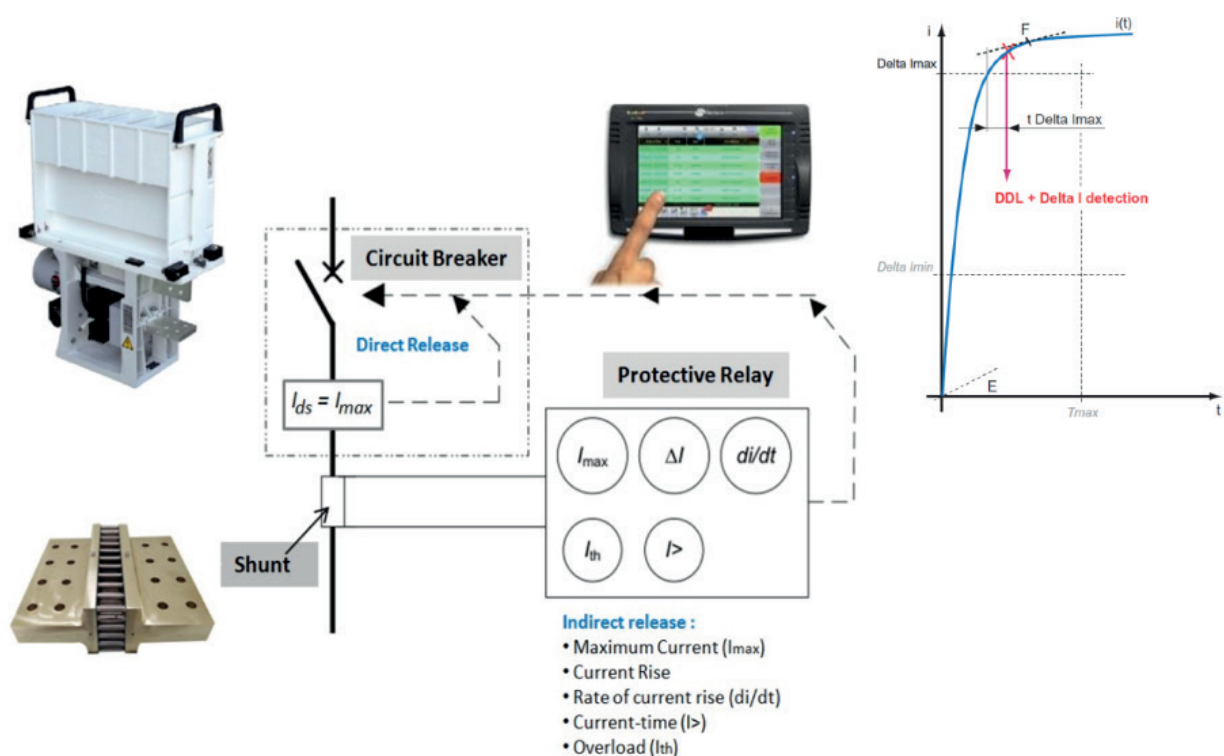 Circuit Breaker
Direct Release
Ids = Imax
Shunt
Protective Relay
Imax
ΔI
di/dt
Ith
I>
Indirect release :
• Maximum Current (Imax)
• Current Rise
• Rate of current rise (di/dt)
• Current-time (I>)
• Overload (Ith)
i
F
i(t)
Delta Imax
t Delta Imax
DDL + Delta I detection
Delta Imin
E
Tmax
t